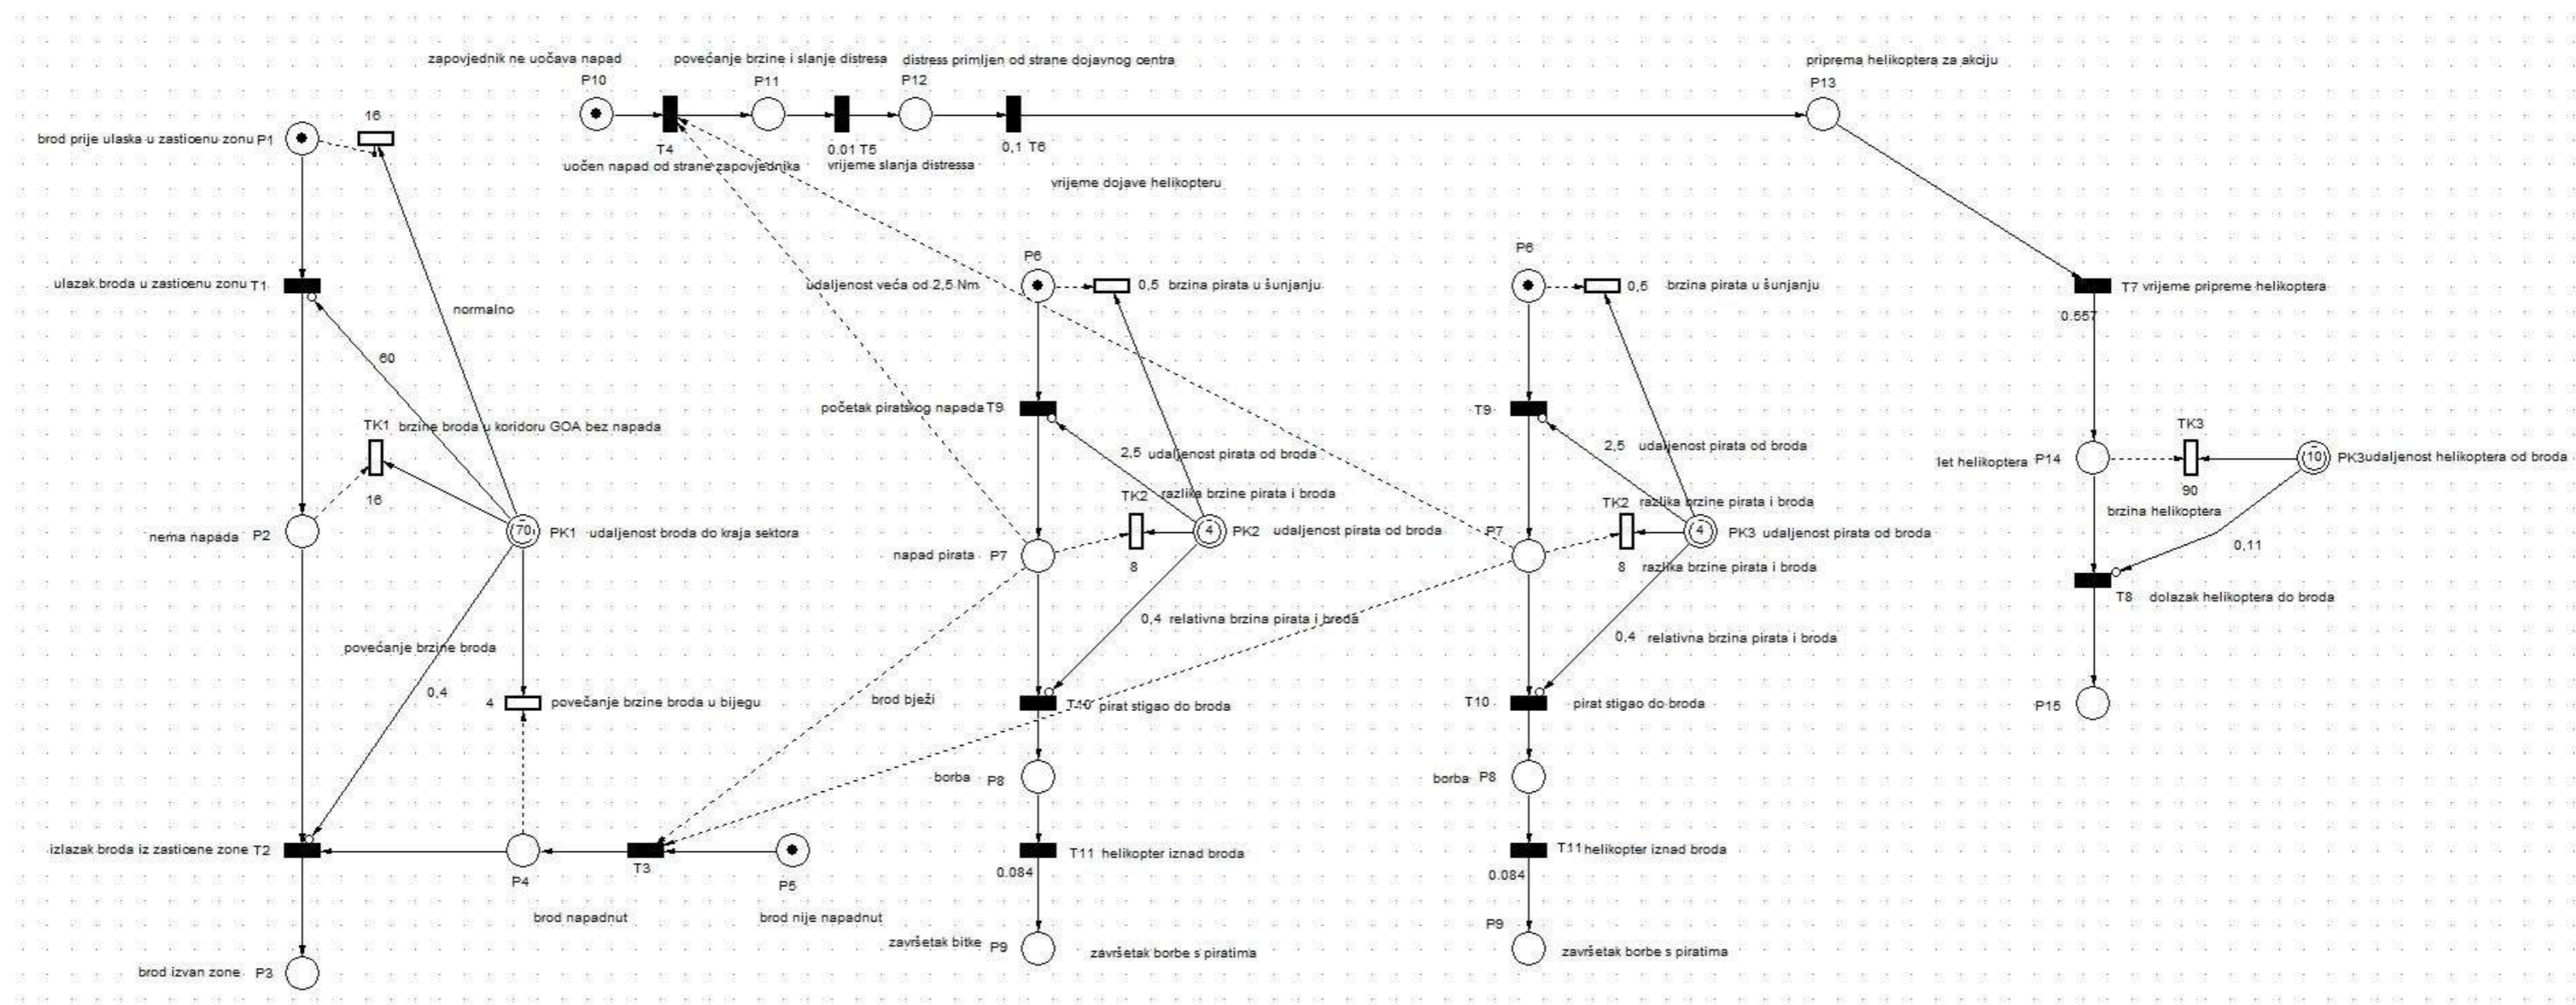 zapovjednik ne uočava napad
P10
povećanje brzine i slanje distresa
P11
distress primljen od strane dojavnog centra
P12
priprema helikoptera za akciju
P13
T4
uočen napad od strane zapovjednika
0.01 T5
vrijeme slanja distressa
0,1 T6
vrijeme dojave helikopteru
16
brod prije ulaska u zasticenu zonu P1
ulazak broda u zasticenu zonu T1
normalno
60
TK1 brzine broda u koridoru GOA bez napada
16
nema napada P2
70
PK1 udaljenost broda do kraja sektora
povećanje brzine broda
0,4
4
povečanje brzine broda u bijegu
izlazak broda iz zasticene zone T2
P4
T3
P5
brod napadnut
brod nije napadnut
brod izvan zone P3
P6
udaljenost veća od 2,5 Nm
0,5 brzina pirata u šunjanju
početak piratskog napada T9
2,5 udaljenost pirata od broda
TK2 razlika brzine pirata i broda
4
PK2 udaljenost pirata od broda
napad pirata P7
8
0,4 relativna brzina pirata i broda
brod bježi
T10 pirat stigao do broda
borba P8
T11 helikopter iznad broda
0.084
završetak bitke P9
završetak borbe s piratima
P6
0,5 brzina pirata u šunjanju
T9
2,5 udaljenost pirata od broda
TK2 razlika brzine pirata i broda
4
PK3 udaljenost pirata od broda
P7
8 razlika brzine pirata i broda
0,4 relativna brzina pirata i broda
T10
pirat stigao do broda
borba P8
T11 helikopter iznad broda
0.084
P9
završetak borbe s piratima
T7 vrijeme pripreme helikoptera
0.557
TK3
let helikoptera P14
10
PK3 udaljenost helikoptera od broda
90
brzina helikoptera
0,11
T8 dolazak helikoptera do broda
P15